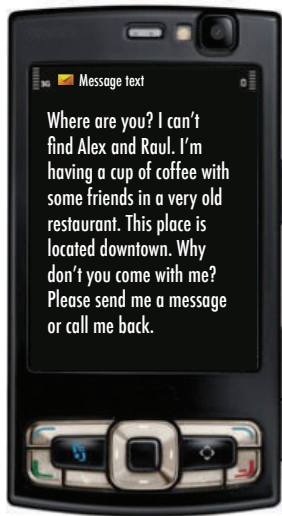 3G Message text
Where are you? I can't
find Alex and Raul. I'm
having a cup of coffee with
some friends in a very old
restaurant. This place is
located downtown. Why
don't you come with me?
Please send me a message
or call me back.